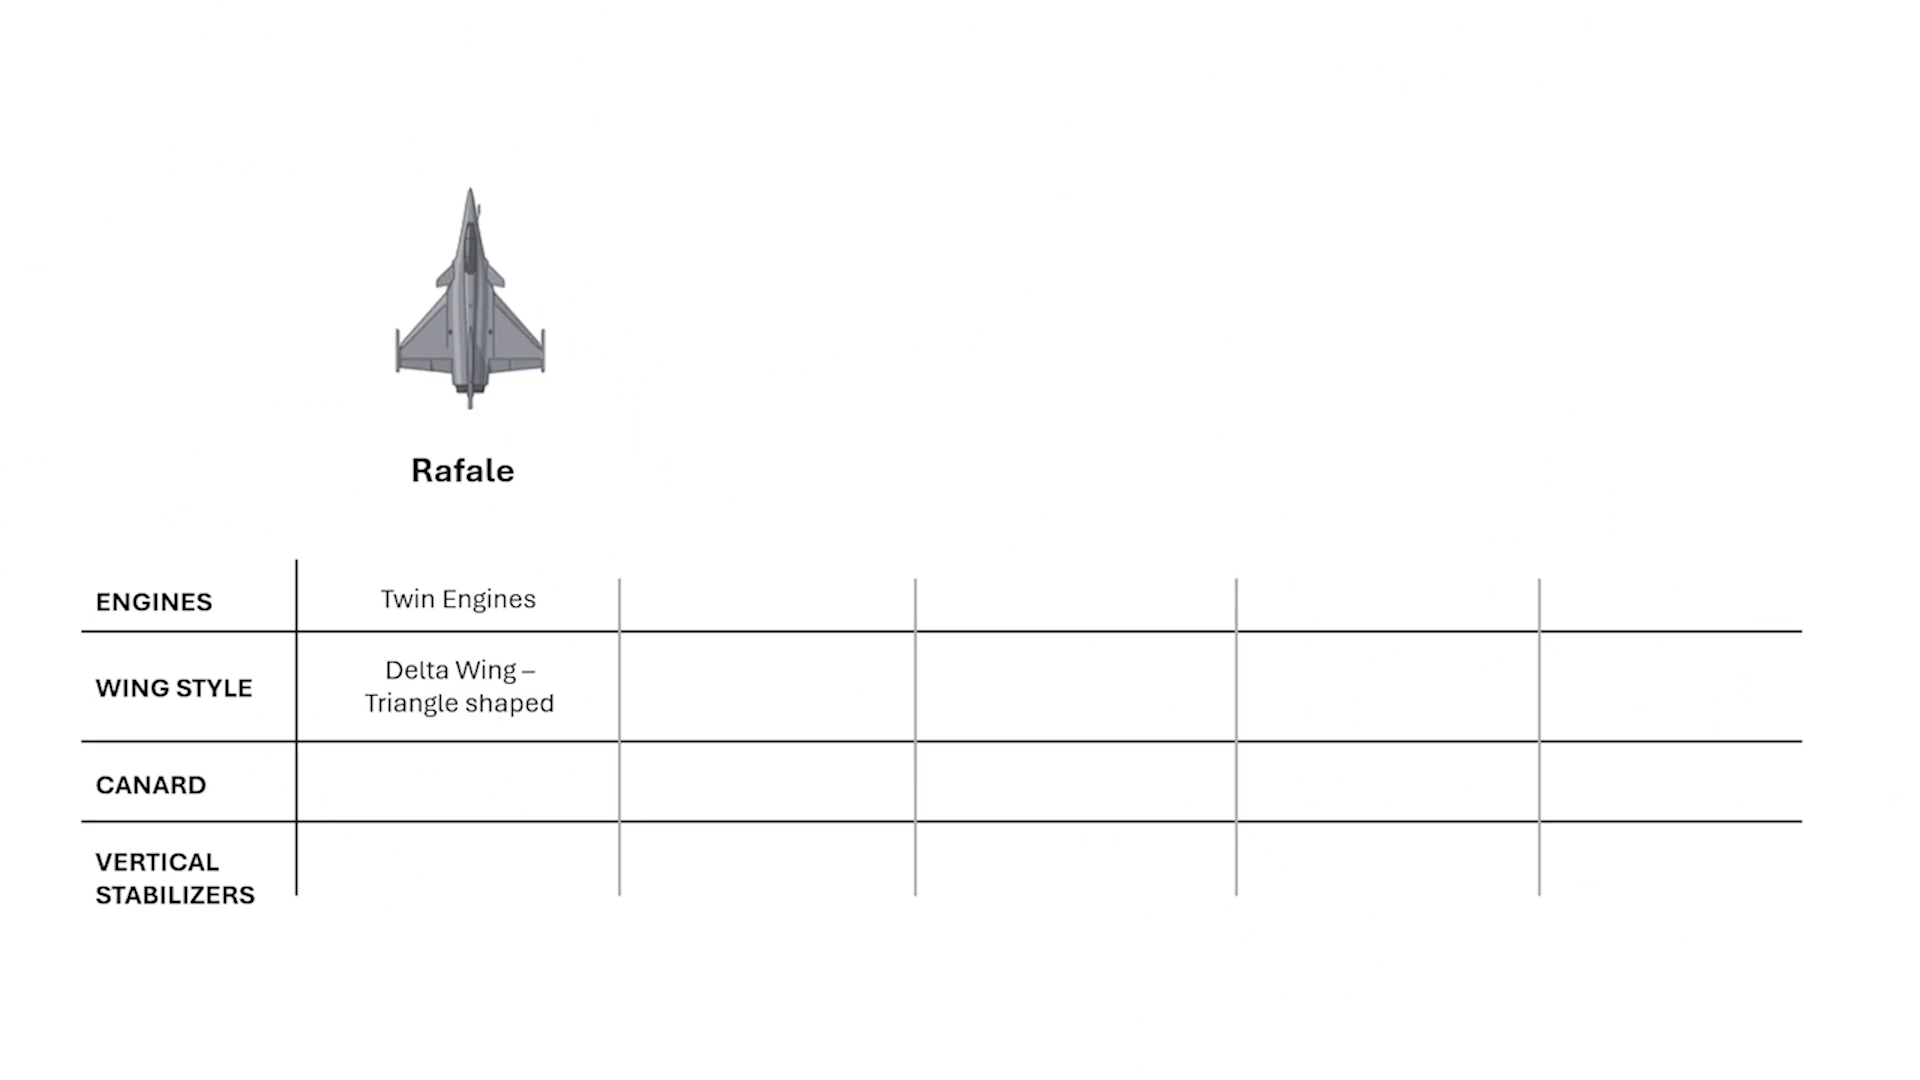 Rafale
ENGINES
Twin Engines
WING STYLE
Delta Wing –
Triangle shaped
CANARD
VERTICAL
STABILIZERS